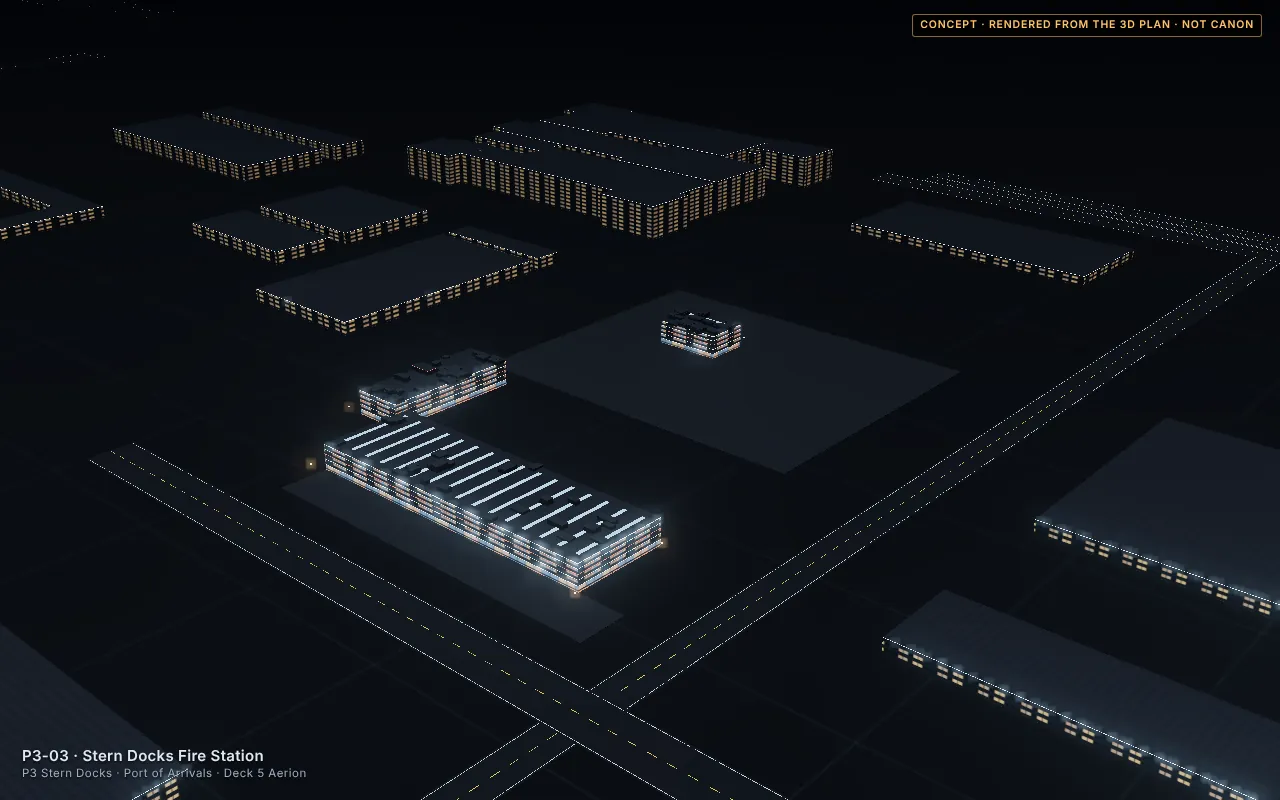 CONCEPT · RENDERED FROM THE 3D PLAN · NOT CANON
P3-03 · Stern Docks Fire Station
P3 Stern Docks · Port of Arrivals · Deck 5 Aerion